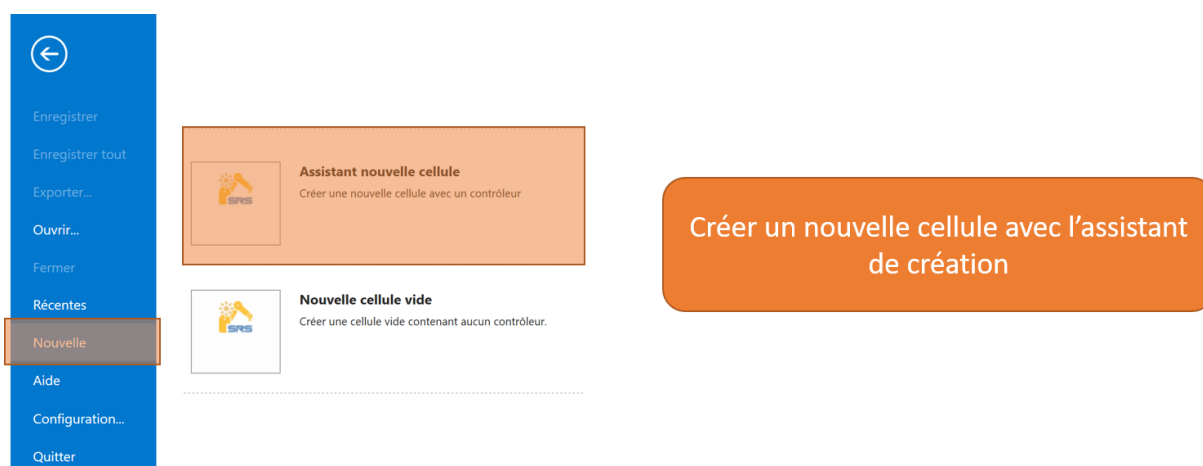 Enregistrer
Enregistrer tout
Exporter...
Ouvrir...
Fermer
Récentes
Nouvelle
Aide
Configuration...
Quitter
SRS
Assistant nouvelle cellule
Créer une nouvelle cellule avec un contrôleur
SRS
Nouvelle cellule vide
Créer une cellule vide contenant aucun contrôleur.
Créer un nouvelle cellule avec l’assistant
de création